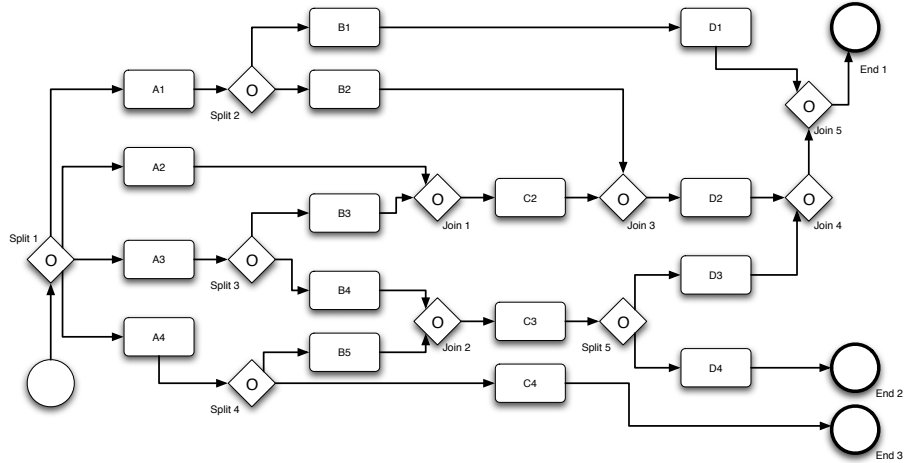 B1
D1
End 1
A1
O
Split 2
B2
O
Join 5
A2
O
Join 1
C2
O
Join 3
D2
O
Join 4
B3
Split 1
O
A3
O
Split 3
B4
D3
A4
O
Join 2
C3
O
Split 5
B5
O
Split 4
C4
D4
End 2
End 3